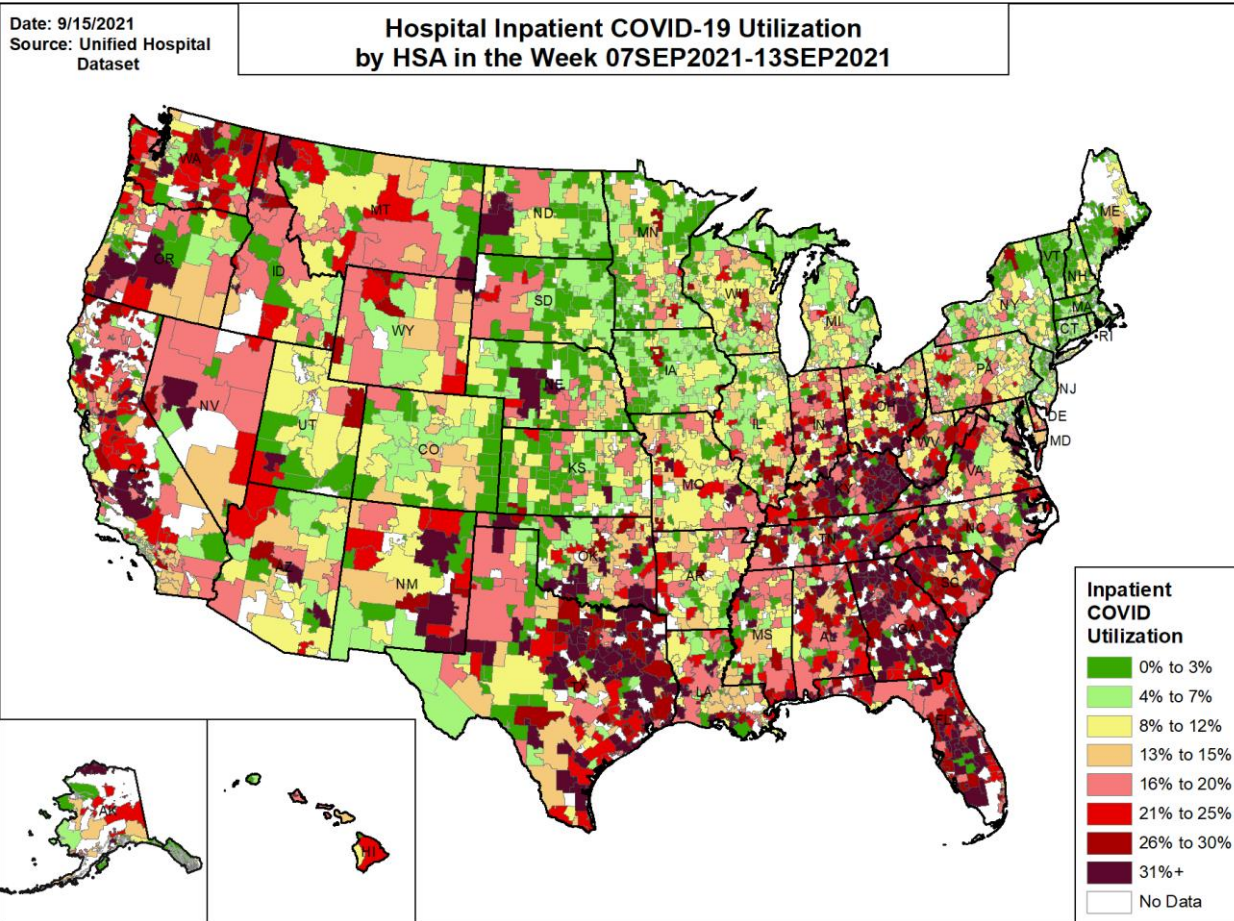 Date: 9/15/2021
Source: Unified Hospital
Dataset
Hospital Inpatient COVID-19 Utilization
by HSA in the Week 07SEP2021-13SEP2021
WA
MT
ND
MN
ME
OR
ID
WY
SD
WI
MI
NY
VT
NH
MA
CT
RI
NV
UT
CO
NE
IA
IL
IN
OH
PA
NJ
DE
MD
WV
VA
CA
KS
MO
KY
AZ
NM
OK
AR
TN
NC
SC
TX
LA
MS
AL
GA
FL
AK
HI
Inpatient
COVID
Utilization
0% to 3%
4% to 7%
8% to 12%
13% to 15%
16% to 20%
21% to 25%
26% to 30%
31%+
No Data